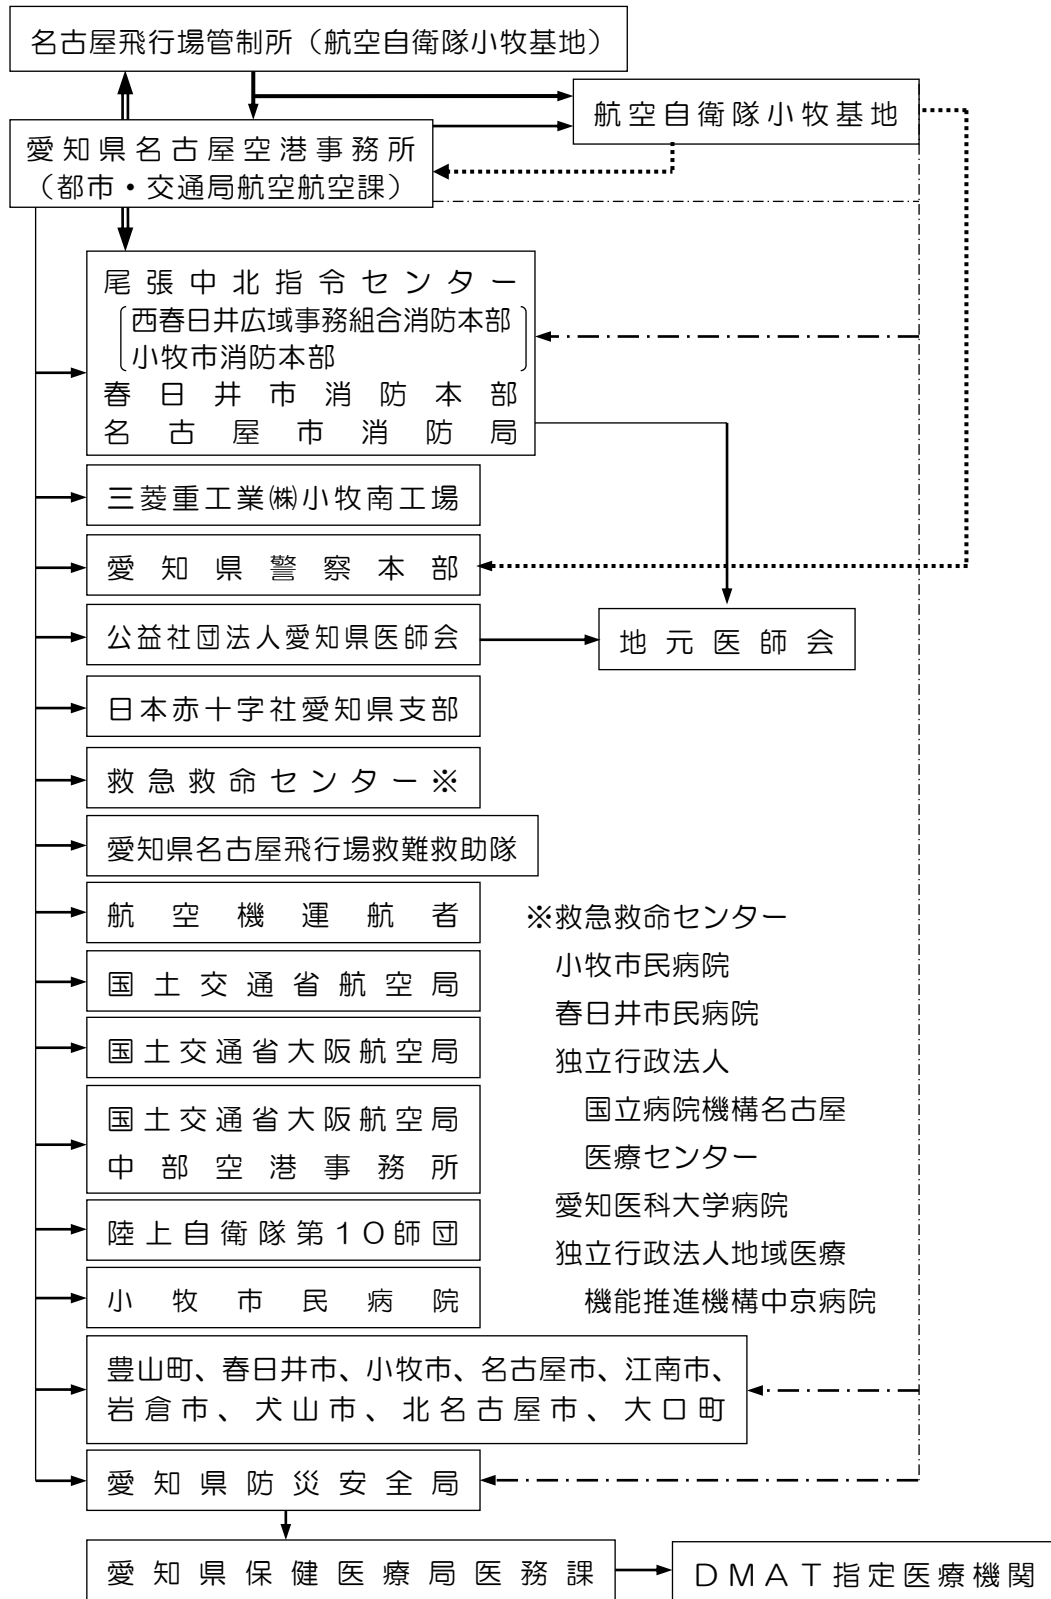 名古屋飛行場管制所（航空自衛隊小牧基地）
航空自衛隊小牧基地
愛知県名古屋空港事務所
（都市・交通局航空航空課）
尾張中北指令センター
西春日井広域事務組合消防本部
小牧市消防本部
春日井市消防本部
名古屋市消防局
三菱重工業㈱小牧南工場
愛知県警察本部
公益社団法人愛知県医師会
地元医師会
日本赤十字社愛知県支部
救急救命センター※
愛知県名古屋飛行場救難救助隊
航空機運航者
国土交通省航空局
国土交通省大阪航空局
国土交通省大阪航空局
中部空港事務所
陸上自衛隊第１０師団
小牧市民病院
※救急救命センター
小牧市民病院
春日井市民病院
独立行政法人
国立病院機構名古屋
医療センター
愛知医科大学病院
独立行政法人地域医療
機能推進機構中京病院
豊山町、春日井市、小牧市、名古屋市、江南市、
岩倉市、犬山市、北名古屋市、大口町
愛知県防災安全局
愛知県保健医療局医務課
ＤＭＡＴ指定医療機関